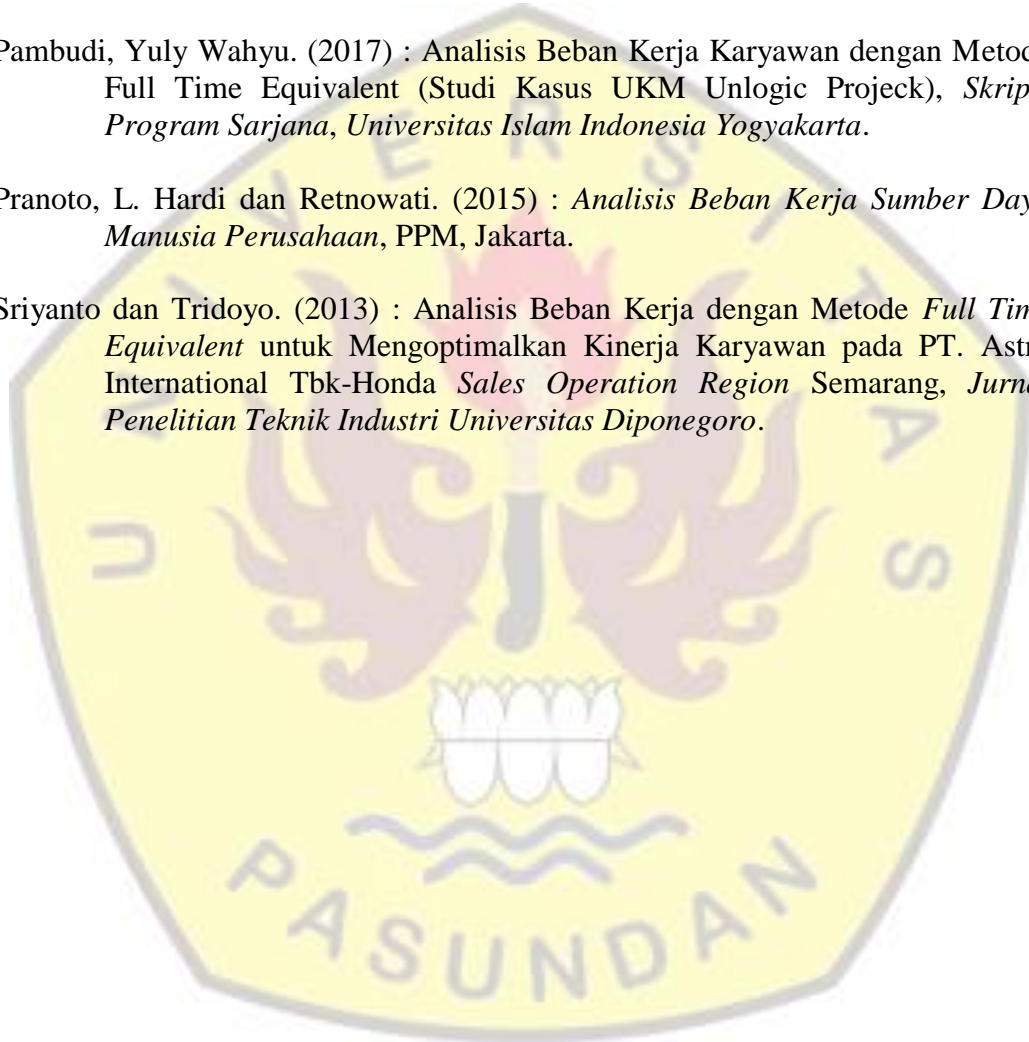 Pambudi, Yuly Wahyu. (2017) : Analisis Beban Kerja Karyawan dengan Metod
Full Time Equivalent (Studi Kasus UKM Unlogic Projeck), Skrip
Program Sarjana, Universitas Islam Indonesia Yogyakarta.
Pranoto, L. Hardi dan Retnowati. (2015) : Analisis Beban Kerja Sumber Day
Manusia Perusahaan, PPM, Jakarta.
Sriyanto dan Tridoyo. (2013) : Analisis Beban Kerja dengan Metode Full Tim
Equivalent untuk Mengoptimalkan Kinerja Karyawan pada PT. Astr
International Tbk-Honda Sales Operation Region Semarang, Jurna
Penelitian Teknik Industri Universitas Diponegoro.
UNIVERSITAS
PASUNDAN